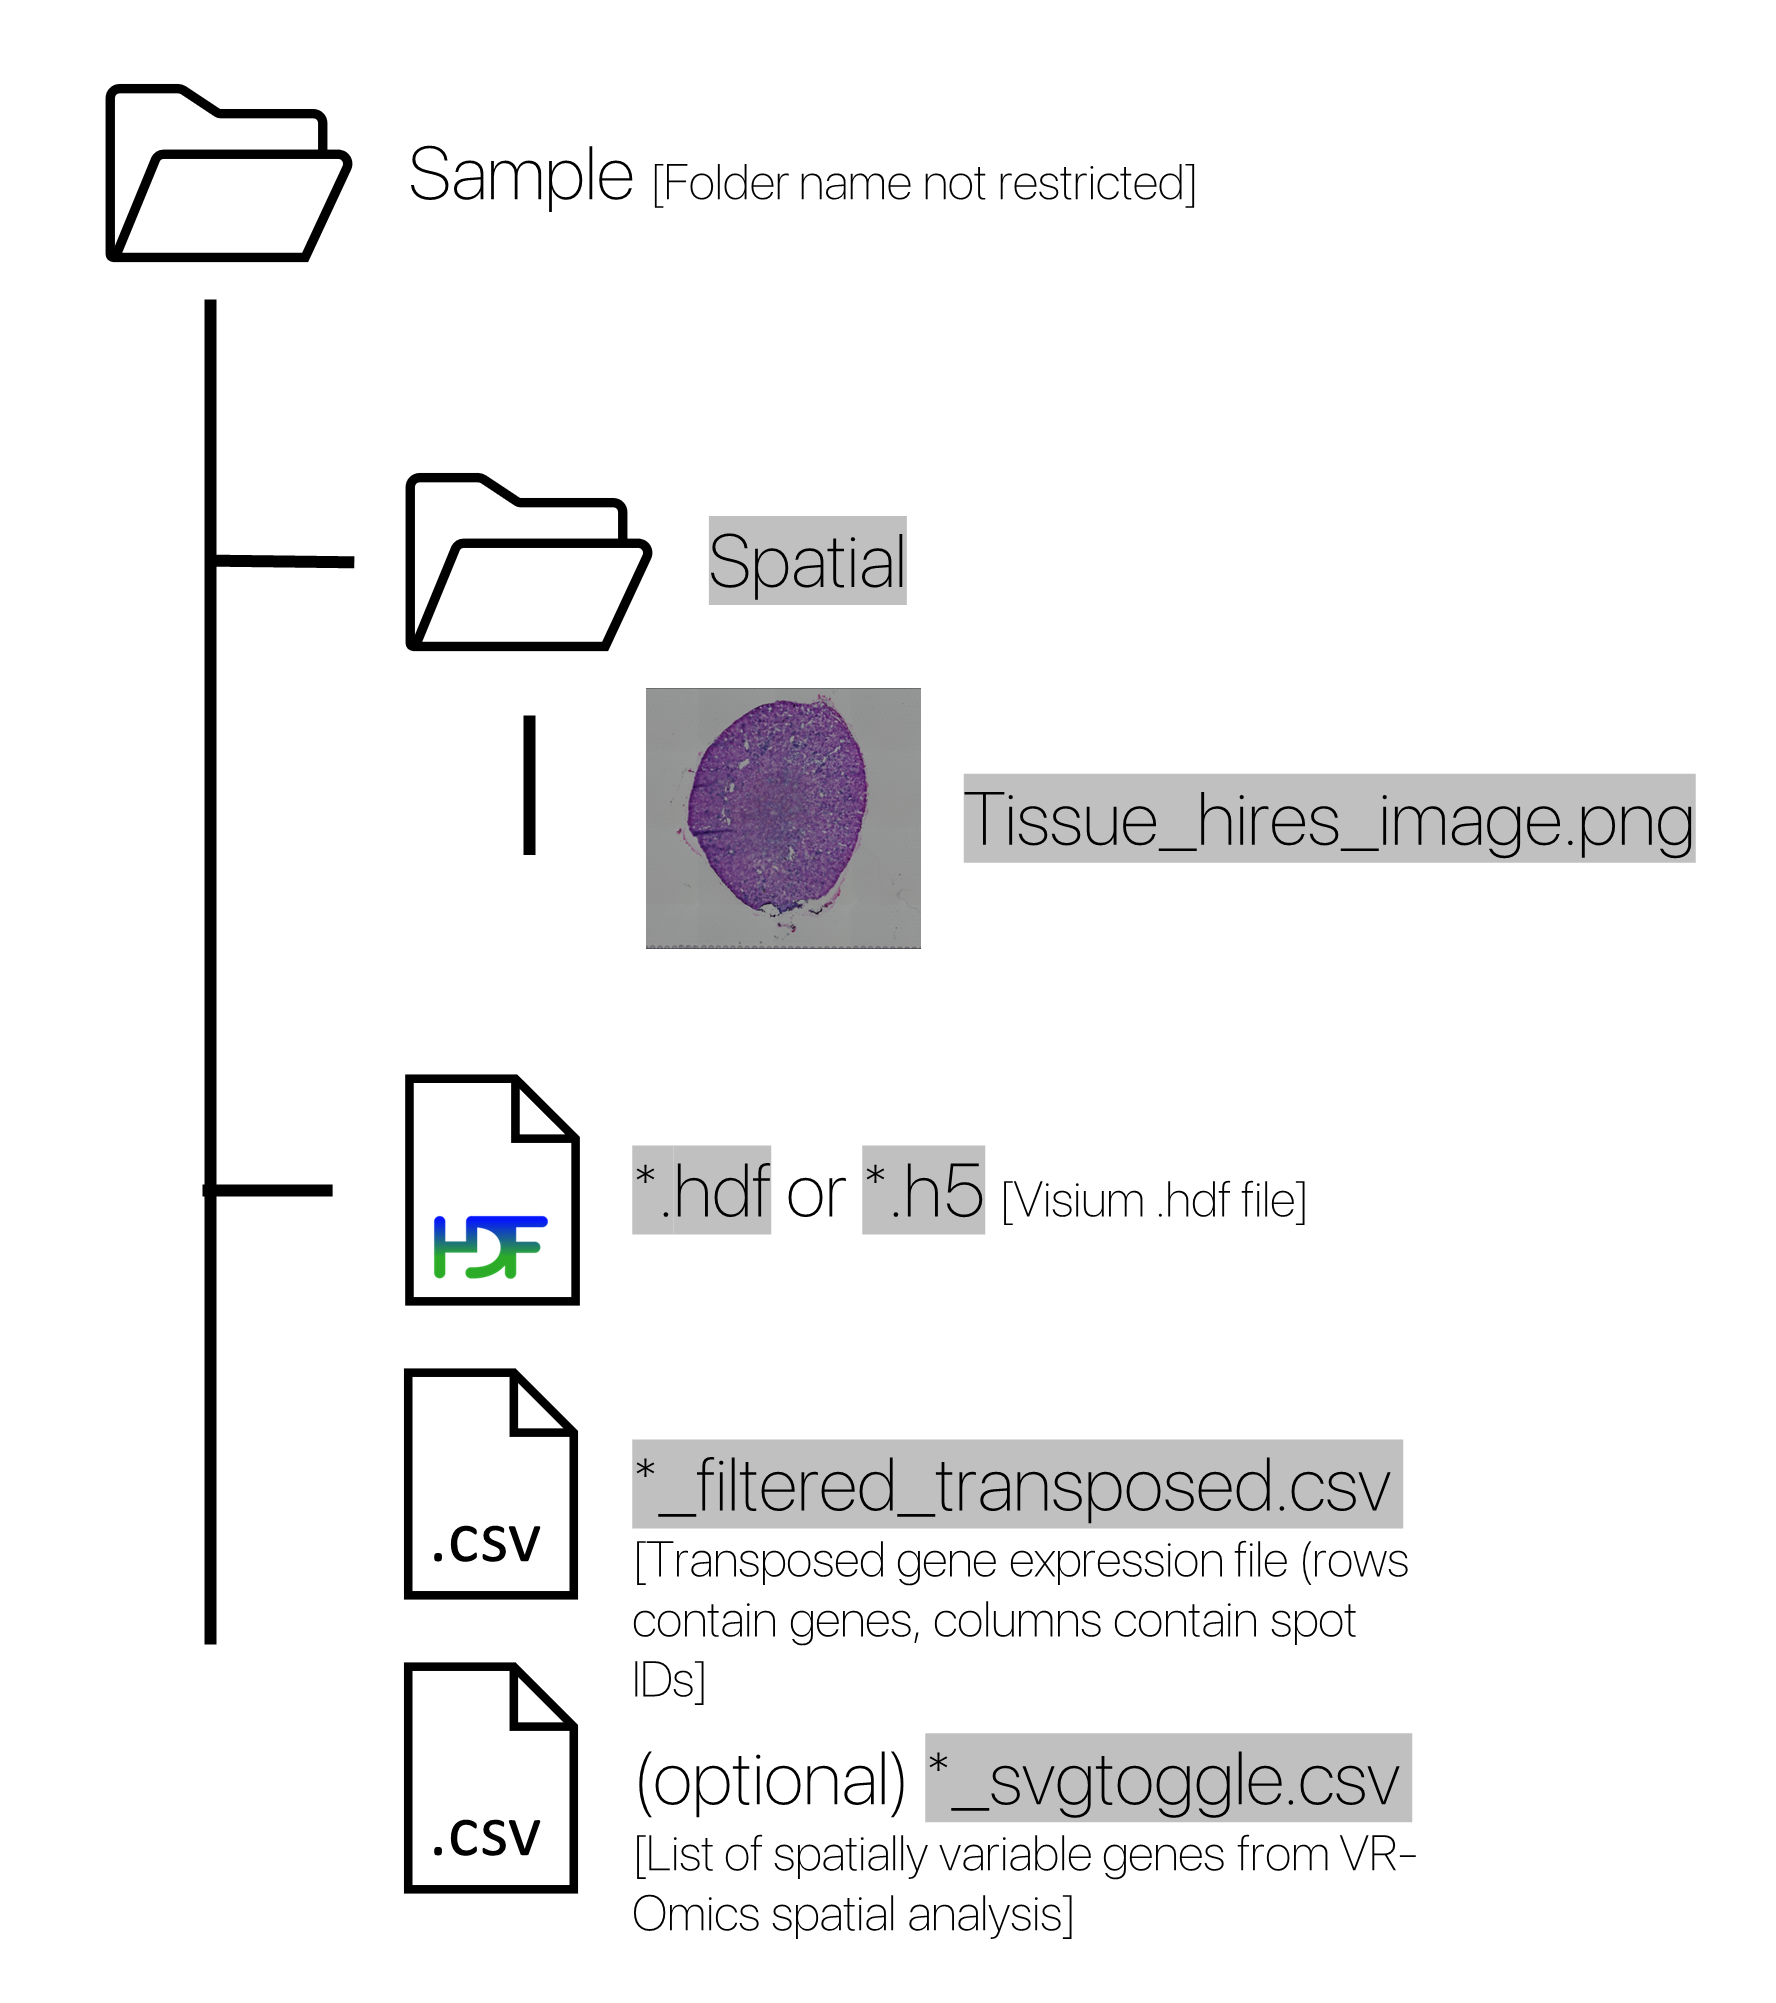 Sample [Folder name not restricted]
Spatial
Tissue_hires_image.png
HDF
*.hdf or *.h5 [Visium .hdf file]
.csv
*_filtered_transposed.csv
[Transposed gene expression file (rows
contain genes, columns contain spot
IDs]
.csv
(optional) *_svgtoggle.csv
[List of spatially variable genes from VR-
Omics spatial analysis]